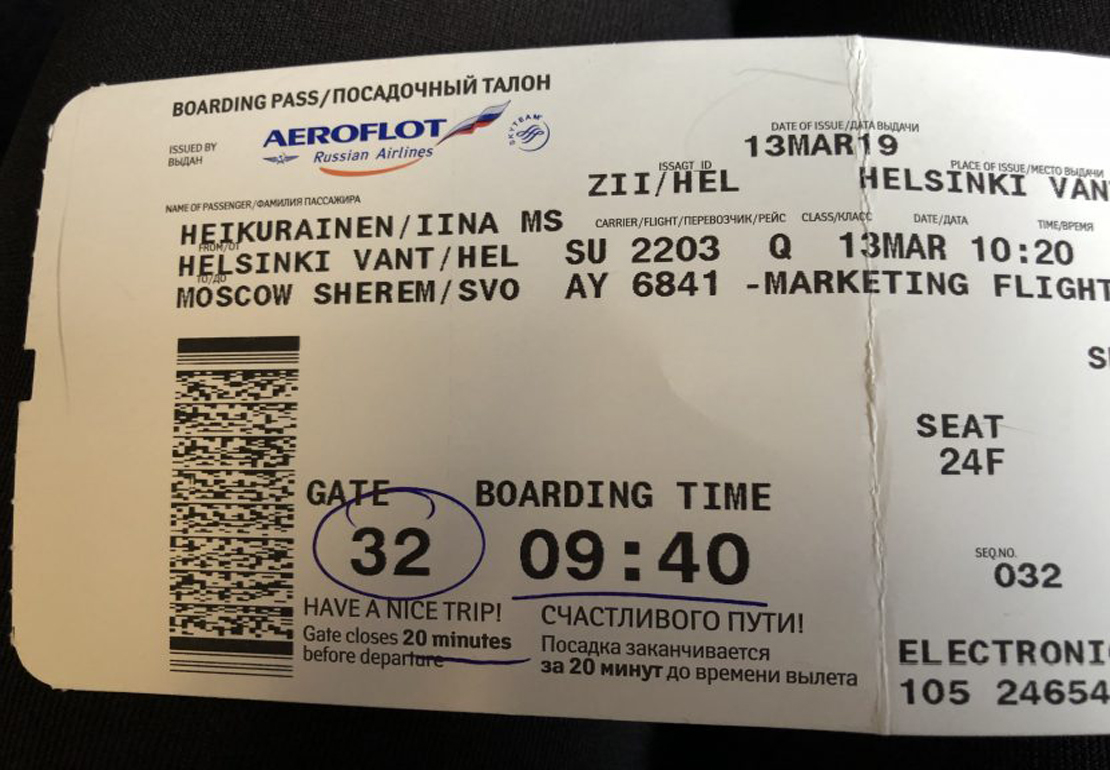 BOARDING PASS/ПОСАДОЧНЫЙ ТАЛОН
ISSUED BY
ВЫДАН
AEROFLOT
Russian Airlines
SKYTEAM
DATE OF ISSUE/ДАТА ВЫДАЧИ
13MAR19
ISSAGT ID
ZII/HEL
PLACE OF ISSUE/МЕСТО ВЫДАЧИ
HELSINKI VAN
NAME OF PASSENGER/ФАМИЛИЯ ПАССАЖИРА
HEIKURAINEN/IINA MS
CARRIER/FLIGHT/ПЕРЕВОЗЧИК/РЕЙС CLASS/КЛАСС DATE/ДАТА TIME/ВРЕМЯ
FROM/ОТ
HELSINKI VANT/HEL SU 2203 Q 13MAR 10:20
TO/ДО
MOSCOW SHEREM/SVO AY 6841 -MARKETING FLIGHT
SEAT
24F
GATE BOARDING TIME
32 09:40
SEQ.NO.
032
HAVE A NICE TRIP! СЧАСТЛИВОГО ПУТИ!
Gate closes 20 minutes
before departure
Посадка заканчивается
за 20 минут до времени вылета
ELECTRONI
105 24654